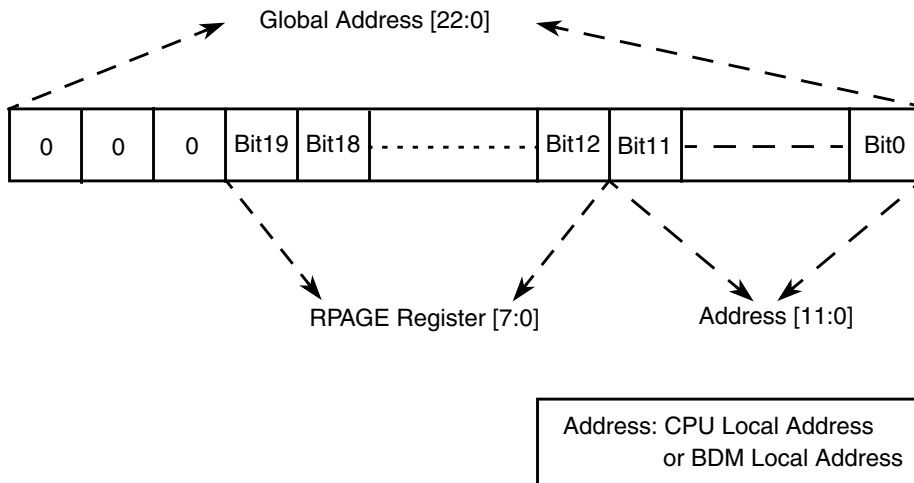 Global Address [22:0]
0 0 0 Bit19 Bit18 Bit12 Bit11 Bit0
RPAGE Register [7:0] Address [11:0]
Address: CPU Local Address
or BDM Local Address